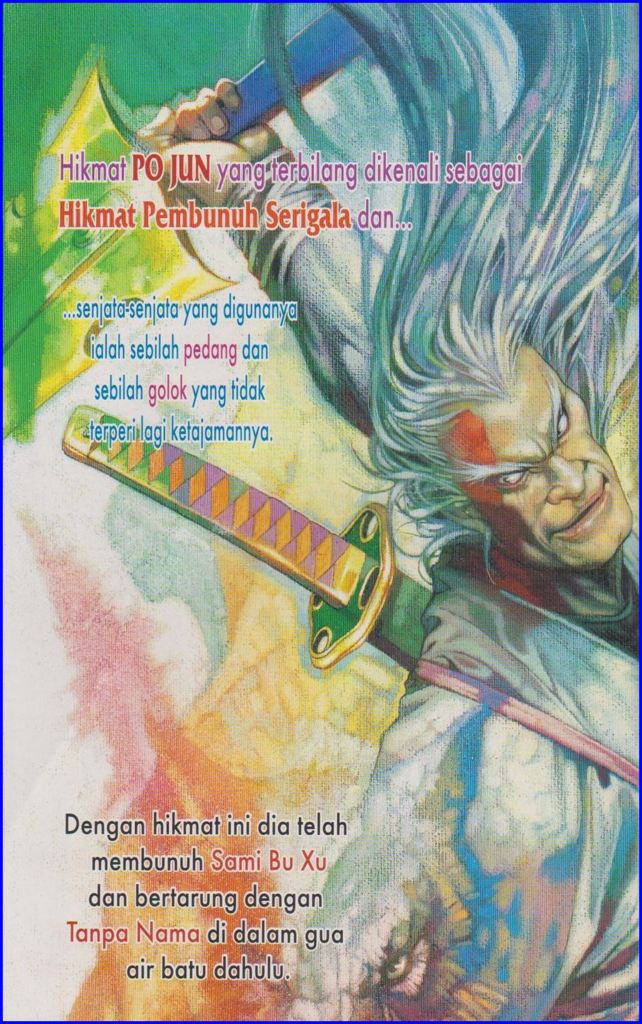 Hikmat PO JUN yang terbilang dikenali sebagai
Hikmat Pembunuh Serigala dan...
...senjata-senjata yang digunanya
ialah sebilah pedang dan
sebilah golok yang tidak
terperi lagi ketajamannya.
Dengan hikmat ini dia telah
membunuh Sami Bu Xu
dan bertarung dengan
Tanpa Nama di dalam gua
air batu dahulu.